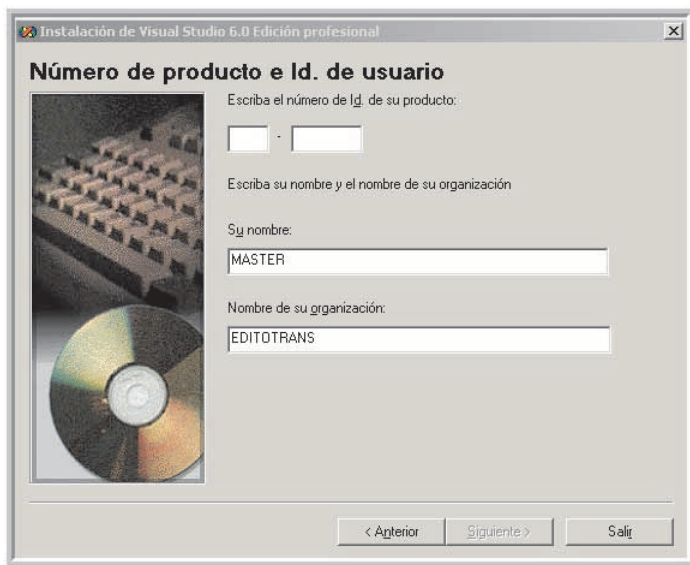 Instalación de Visual Studio 6.0 Edición profesional
Número de producto e Id. de usuario
Escriba el número de Id. de su producto:
-
Escriba su nombre y el nombre de su organización
Su nombre:
MASTER
Nombre de su organización:
EDITOTRANS
< Anterior Siguiente > Salir